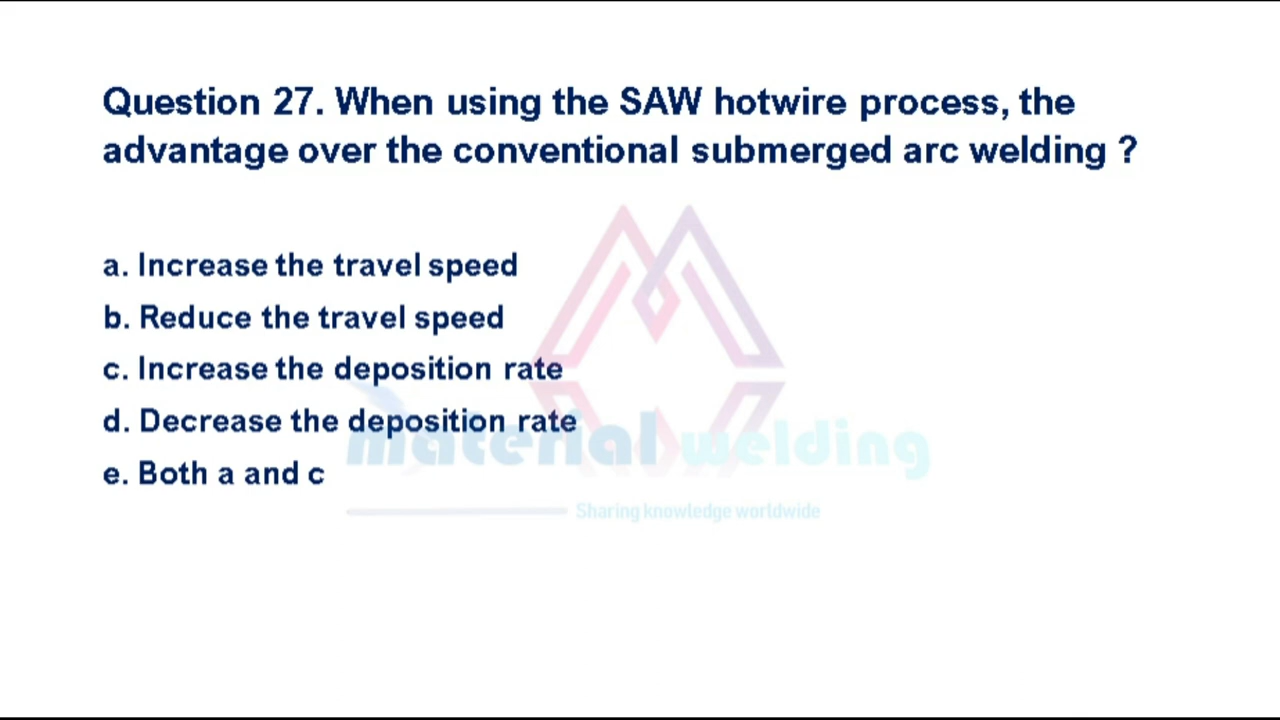 Question 27. When using the SAW hotwire process, the
advantage over the conventional submerged arc welding ?
a. Increase the travel speed
b. Reduce the travel speed
c. Increase the deposition rate
d. Decrease the deposition rate
e. Both a and c
material welding
Sharing knowledge worldwide